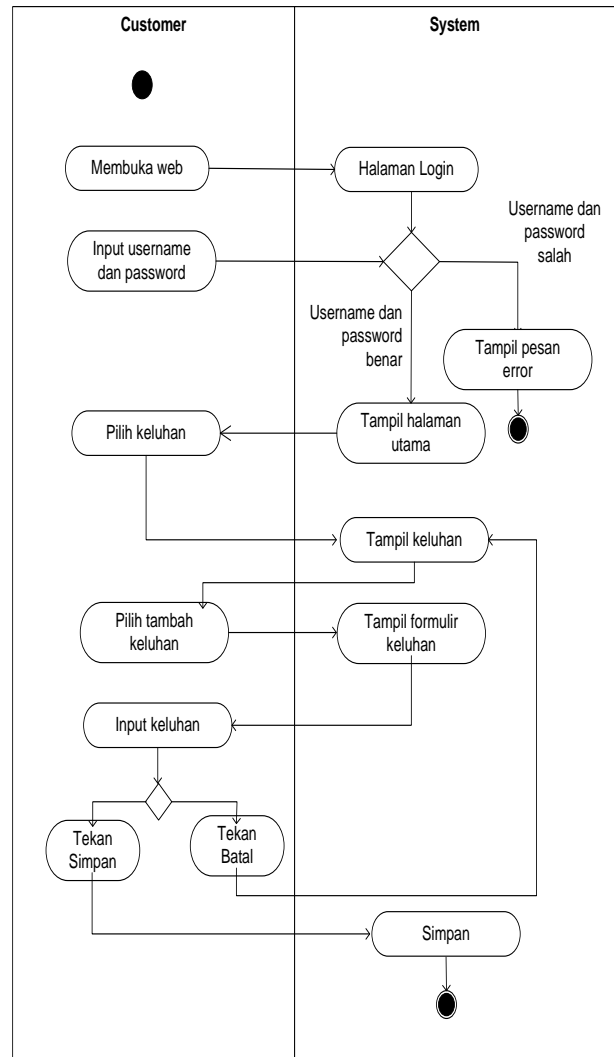 Customer
System
Membuka web
Halaman Login
Username dan
password
salah
Input username
dan password
Username dan
password
benar
Tampil pesan
error
Pilih keluhan
Tampil halaman
utama
Tampil keluhan
Pilih tambah
keluhan
Tampil formulir
keluhan
Input keluhan
Tekan
Simpan
Tekan
Batal
Simpan